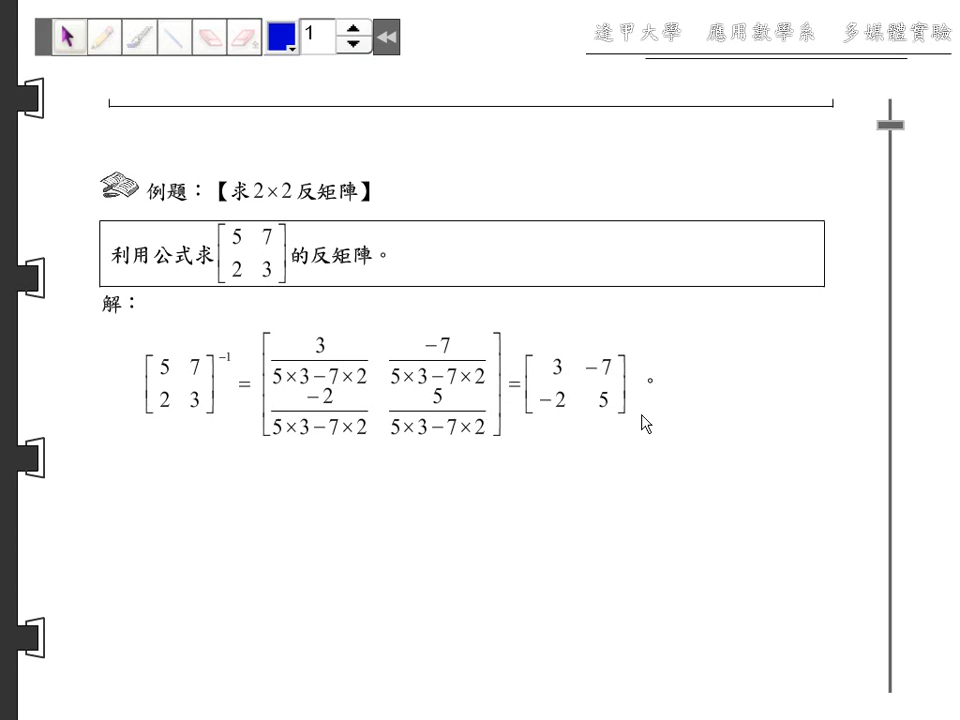 1
逢甲大學 應用數學系 多媒體實驗
例題：【求2×2反矩陣】
利用公式求[5 7; 2 3]的反矩陣。
解：
[5 7; 2 3]⁻¹ = [3/(5×3−7×2) −7/(5×3−7×2); −2/(5×3−7×2) 5/(5×3−7×2)] = [3 −7; −2 5]。